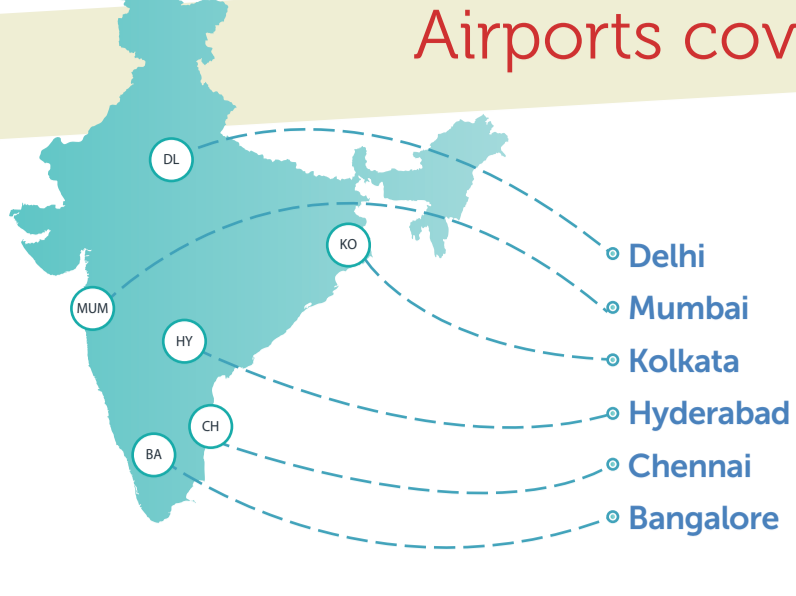 Airports cov
DL
KO
Delhi
MUM
Mumbai
HY
Kolkata
CH
Hyderabad
BA
Chennai
Bangalore